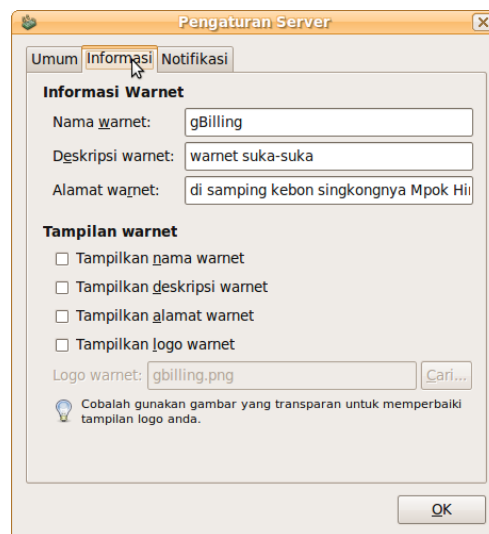 Pengaturan Server
Umum Informasi Notifikasi
Informasi Warnet
Nama warnet: gBilling
Deskripsi warnet: warnet suka-suka
Alamat warnet: di samping kebon singkongnya Mpok
Tampilan warnet
Tampilkan nama warnet
Tampilkan deskripsi warnet
Tampilkan alamat warnet
Tampilkan logo warnet
Logo warnet: gbilling.png Cari...
Cobalah gunakan gambar yang transparan untuk memperbaiki
tampilan logo anda.
OK